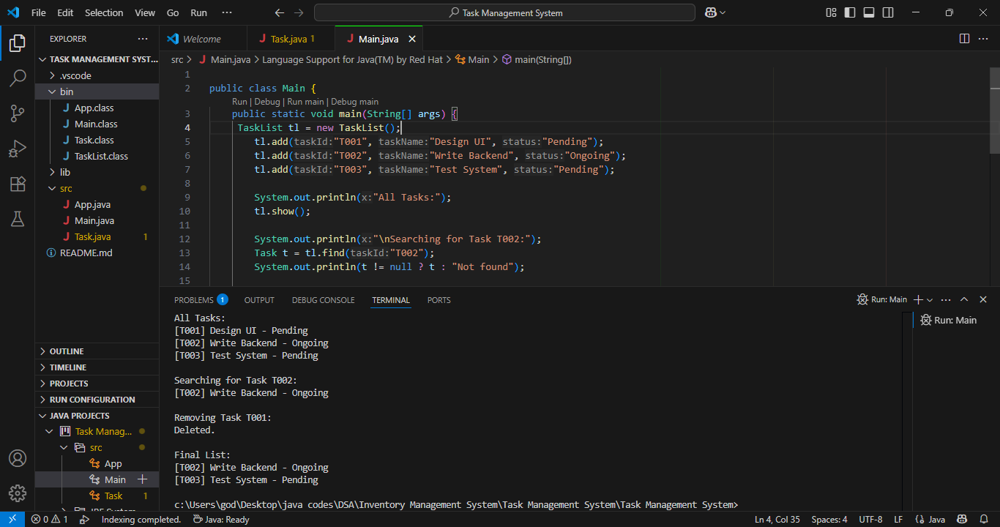 File Edit Selection View Go Run ··· Task Management System
EXPLORER ···
TASK MANAGEMENT SYST...
.vscode
bin
App.class
Main.class
Task.class
TaskList.class
lib
src
App.java
Main.java
Task.java 1
README.md
OUTLINE
TIMELINE
PROJECTS
RUN CONFIGURATION
JAVA PROJECTS
Task Manag...
src
App
Main
Task 1
Welcome Task.java 1 Main.java
src > Main.java > Language Support for Java(TM) by Red Hat > Main > main(String[])
1
2 public class Main {
Run | Debug | Run main | Debug main
3 public static void main(String[] args) {
4 TaskList tl = new TaskList();
5 tl.add(taskId:"T001", taskName:"Design UI", status:"Pending");
6 tl.add(taskId:"T002", taskName:"Write Backend", status:"Ongoing");
7 tl.add(taskId:"T003", taskName:"Test System", status:"Pending");
8
9 System.out.println(x:"All Tasks:");
10 tl.show();
11
12 System.out.println(x:"\nSearching for Task T002:");
13 Task t = tl.find(taskId:"T002");
14 System.out.println(t != null ? t : "Not found");
15
PROBLEMS 1 OUTPUT DEBUG CONSOLE TERMINAL PORTS Run: Main
Run: Main
All Tasks:
[T001] Design UI - Pending
[T002] Write Backend - Ongoing
[T003] Test System - Pending
Searching for Task T002:
[T002] Write Backend - Ongoing
Removing Task T001:
Deleted.
Final List:
[T002] Write Backend - Ongoing
[T003] Test System - Pending
c:\Users\god\Desktop\java codes\DSA\Inventory Management System\Task Management System\Task Management System>
0 1 Indexing completed. Java: Ready Ln 4, Col 35 Spaces: 4 UTF-8 LF {} Java